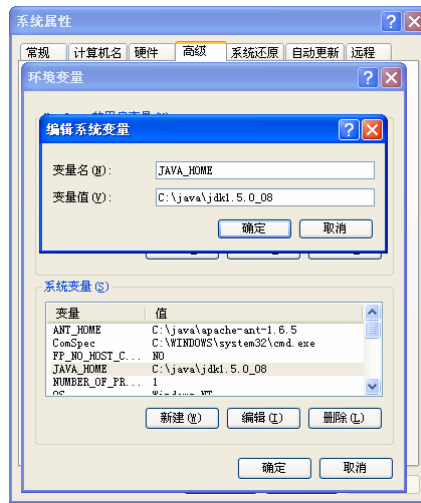 系统属性
常规 计算机名 硬件 高级 系统还原 自动更新 远程
环境变量
编辑系统变量
变量名(N): JAVA_HOME
变量值(V): C:\java\jdk1.5.0_08
确定 取消
系统变量(S)
变量 值
ANT_HOME C:\java\apache-ant-1.6.5
ComSpec C:\WINDOWS\system32\cmd.exe
FP_NO_HOST_C... NO
JAVA_HOME C:\java\jdk1.5.0_08
NUMBER_OF_PR... 1
OS Windows_NT
新建(W) 编辑(I) 删除(L)
确定 取消